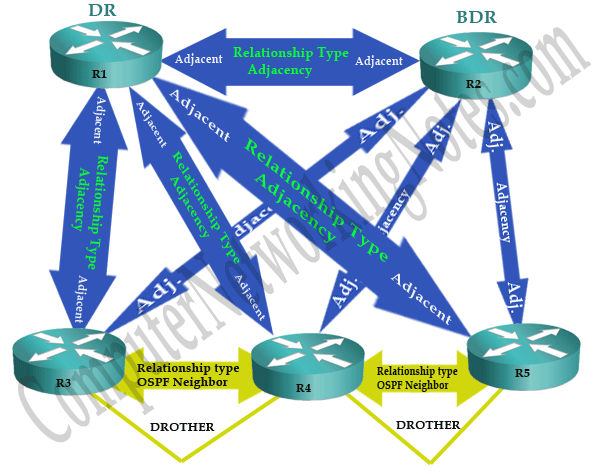 DR
BDR
R1
R2
Adjacent
Relationship Type
Adjacency
Adjacent
Adjacent
Relationship Type
Adjacency
Adjacent
Adjacent
Relationship Type
Adjacency
Adjacent
Adjacent
Relationship Type
Adjacency
Adjacent
Adj.
Adj.
Adj.
Adjacency
Adj.
Adj.
Adjacency
Adj.
R3
R4
R5
Relationship type
OSPF Neighbor
Relationship type
OSPF Neighbor
DROTHER
DROTHER
ComputerNetworkingNotes.com